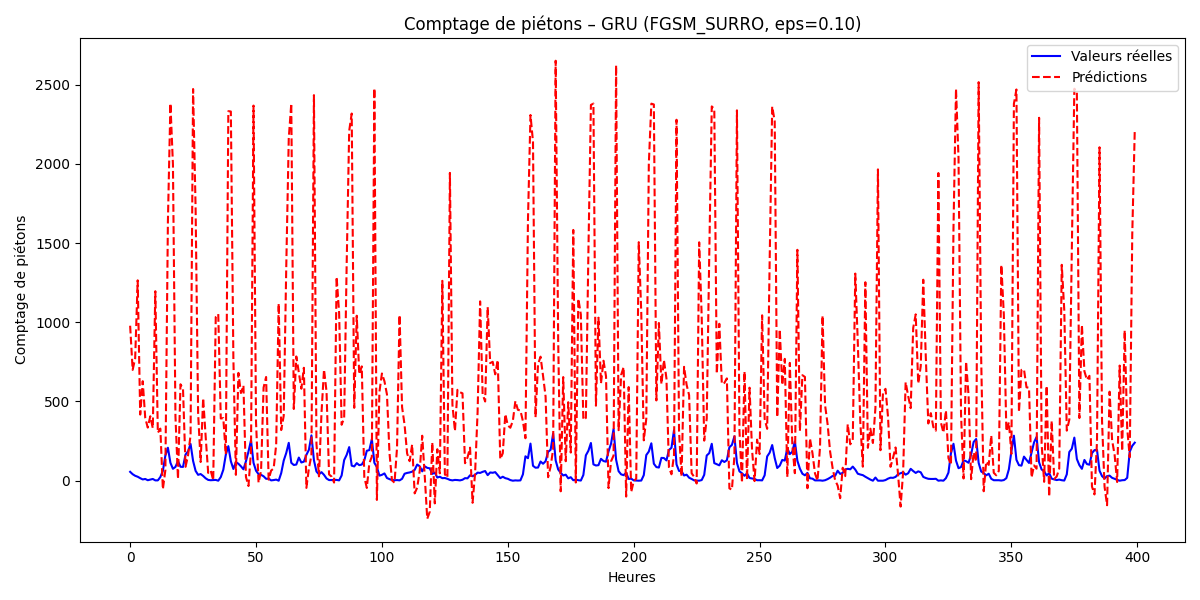 Comptage de piétons – GRU (FGSM_SURRO, eps=0.10)
Valeurs réelles
Prédictions
Comptage de piétons
2500
2000
1500
1000
500
0
0 50 100 150 200 250 300 350 400
Heures